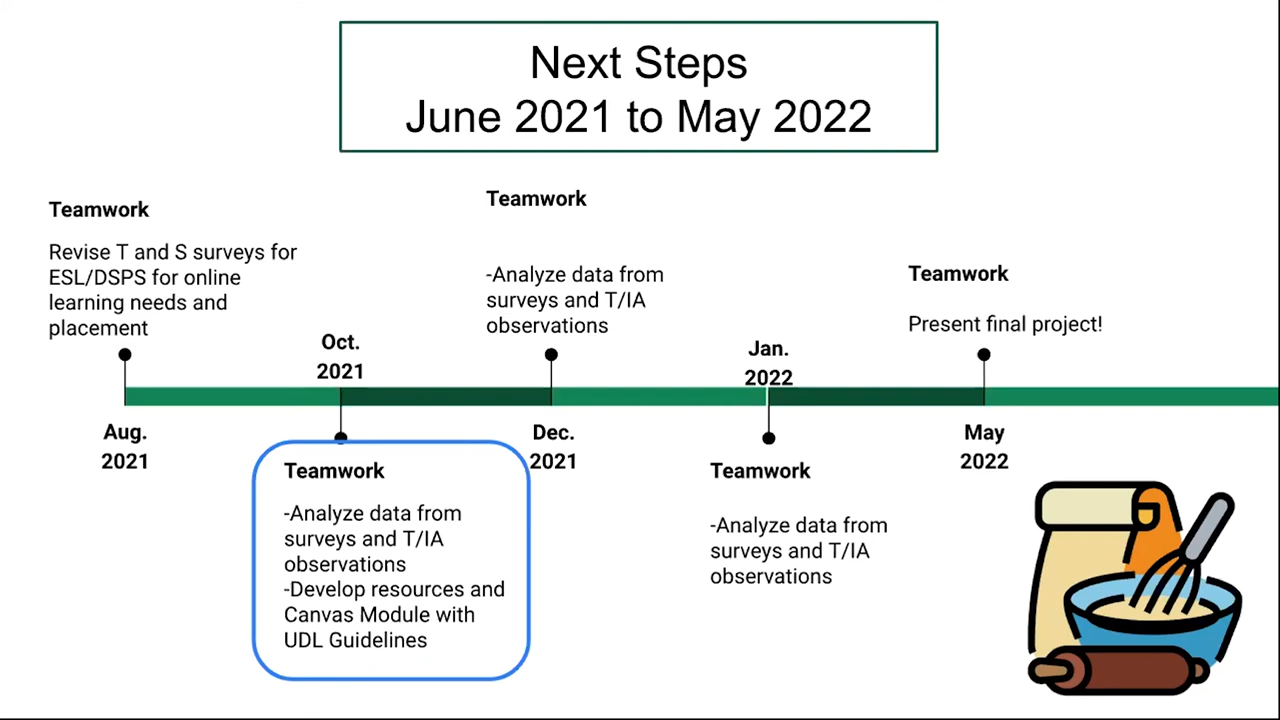 Next Steps
June 2021 to May 2022
Teamwork
Revise T and S surveys for
ESL/DSPS for online
learning needs and
placement
Aug.
2021
Oct.
2021
Teamwork
-Analyze data from
surveys and T/IA
observations
-Develop resources and
Canvas Module with
UDL Guidelines
Teamwork
-Analyze data from
surveys and T/IA
observations
Dec.
2021
Jan.
2022
Teamwork
-Analyze data from
surveys and T/IA
observations
Teamwork
Present final project!
May
2022